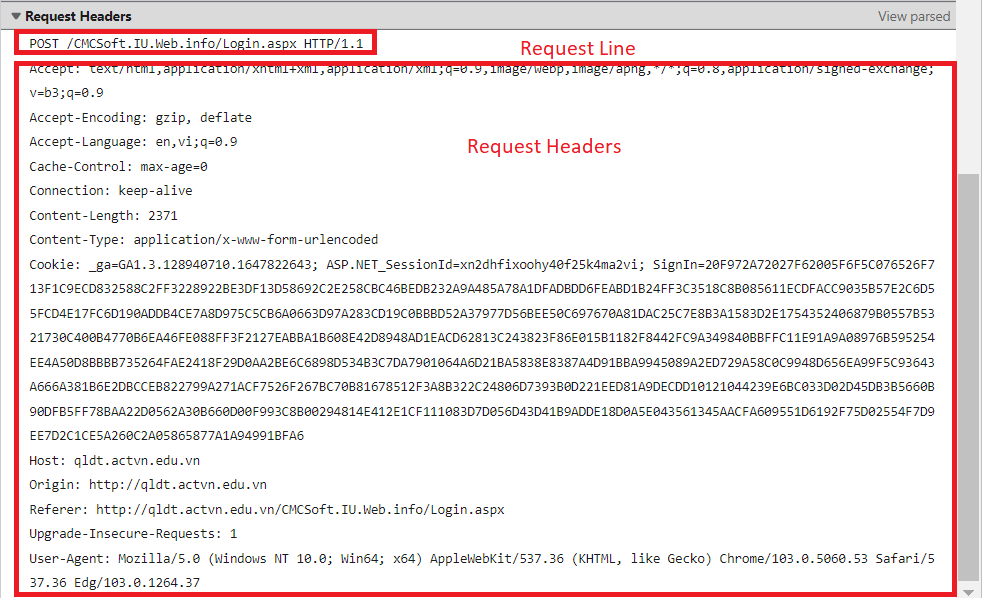 Request Headers
View parsed
POST /CMCSoft.IU.Web.info/Login.aspx HTTP/1.1
Request Line
Accept: text/html,application/xhtml+xml,application/xml;q=0.9,image/webp,image/apng,*/*;q=0.8,application/signed-exchange;
v=b3;q=0.9
Accept-Encoding: gzip, deflate
Accept-Language: en,vi;q=0.9
Request Headers
Cache-Control: max-age=0
Connection: keep-alive
Content-Length: 2371
Content-Type: application/x-www-form-urlencoded
Cookie: _ga=GA1.3.128940710.1647822643; ASP.NET_SessionId=xn2dhfixoohy40f25k4ma2vi; SignIn=20F972A72027F62005F6F5C076526F7
13F1C9ECD832588C2FF3228922BE3DF13D58692C2E258CBC46BEDB232A9A485A78A1DFADBDD6FEABD1B24FF3C3518C8B085611ECDFACC9035B57E2C6D5
5FCD4E17FC6D190ADDB4CE7A8D975C5CB6A0663D97A283CD19C0BBBD52A37977D56BEE50C697670A81DAC25C7E8B3A1583D2E1754352406879B0557B53
21730C400B4770B6EA46FE088FF3F2127EABBA1B608E42D8948AD1EACD62813C243823F86E015B1182F8442FC9A349840BBFFC11E91A9A08976B595254
EE4A50D8BBBB735264FAE2418F29D0AA2BE6C6898D534B3C7DA7901064A6D21BA5838E8387A4D91BBA9945089A2ED729A58C0C9948D656EA99F5C93643
A666A381B6E2DBCCEB822799A271ACF7526F267BC70B81678512F3A8B322C24806D7393B0D221EED81A9DECDD10121044239E6BC033D02D45DB3B5660B
90DFB5FF78BAA22D0562A30B660D00F993C8B00294814E412E1CF111083D7D056D43D41B9ADDE18D0A5E043561345AACFA609551D6192F75D02554F7D9
EE7D2C1CE5A260C2A05865877A1A94991BFA6
Host: qldt.actvn.edu.vn
Origin: http://qldt.actvn.edu.vn
Referer: http://qldt.actvn.edu.vn/CMCSoft.IU.Web.info/Login.aspx
Upgrade-Insecure-Requests: 1
User-Agent: Mozilla/5.0 (Windows NT 10.0; Win64; x64) AppleWebKit/537.36 (KHTML, like Gecko) Chrome/103.0.5060.53 Safari/5
37.36 Edg/103.0.1264.37